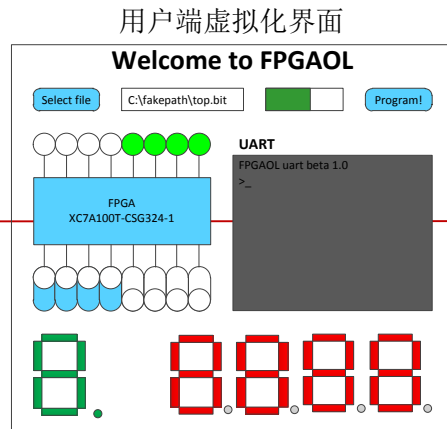 用户端虚拟化界面
Welcome to FPGAOL
Select file
C:\fakepath\top.bit
Program!
UART
FPGAOL uart beta 1.0
>_
FPGA
XC7A100T-CSG324-1